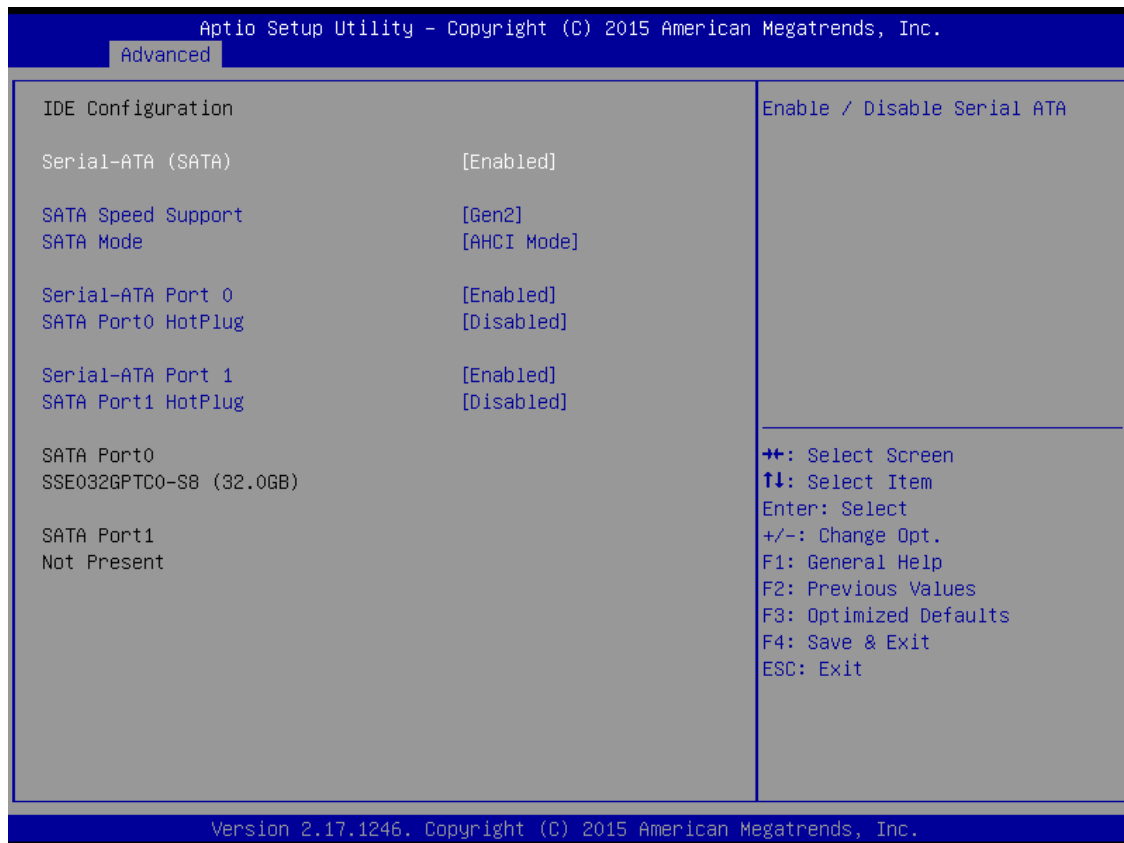 Aptio Setup Utility – Copyright (C) 2015 American Megatrends, Inc.
Advanced
IDE Configuration
Serial-ATA (SATA) [Enabled]
SATA Speed Support [Gen2]
SATA Mode [AHCI Mode]
Serial-ATA Port 0 [Enabled]
SATA Port0 HotPlug [Disabled]
Serial-ATA Port 1 [Enabled]
SATA Port1 HotPlug [Disabled]
SATA Port0
SSE032GPTC0-S8 (32.0GB)
SATA Port1
Not Present
Enable / Disable Serial ATA
→←: Select Screen
↑↓: Select Item
Enter: Select
+/-: Change Opt.
F1: General Help
F2: Previous Values
F3: Optimized Defaults
F4: Save & Exit
ESC: Exit
Version 2.17.1246. Copyright (C) 2015 American Megatrends, Inc.